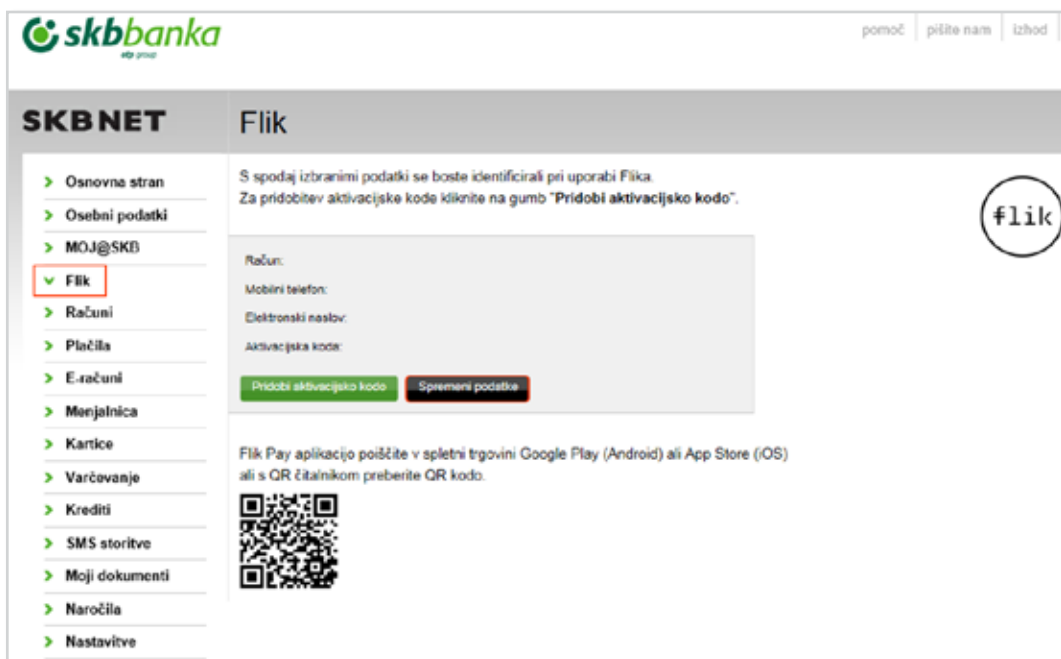 skbbanka
otp group
pomoč pišite nam izhod
SKBNET
Flik
Osnovna stran
Osebni podatki
MOJ@SKB
Flik
Računi
Plačila
E-računi
Menjalnica
Kartice
Varčevanje
Krediti
SMS storitve
Moji dokumenti
Naročila
Nastavitve
S spodaj izbranimi podatki se boste identificirali pri uporabi Flika.
Za pridobitev aktivacijske kode kliknite na gumb "Pridobi aktivacijsko kodo".
flik
Račun:
Mobilni telefon:
Elektronski naslov:
Aktivacijska koda:
Pridobi aktivacijsko kodo Spremeni podatke
Flik Pay aplikacijo poiščite v spletni trgovini Google Play (Android) ali App Store (iOS)
ali s QR čitalnikom preberite QR kodo.